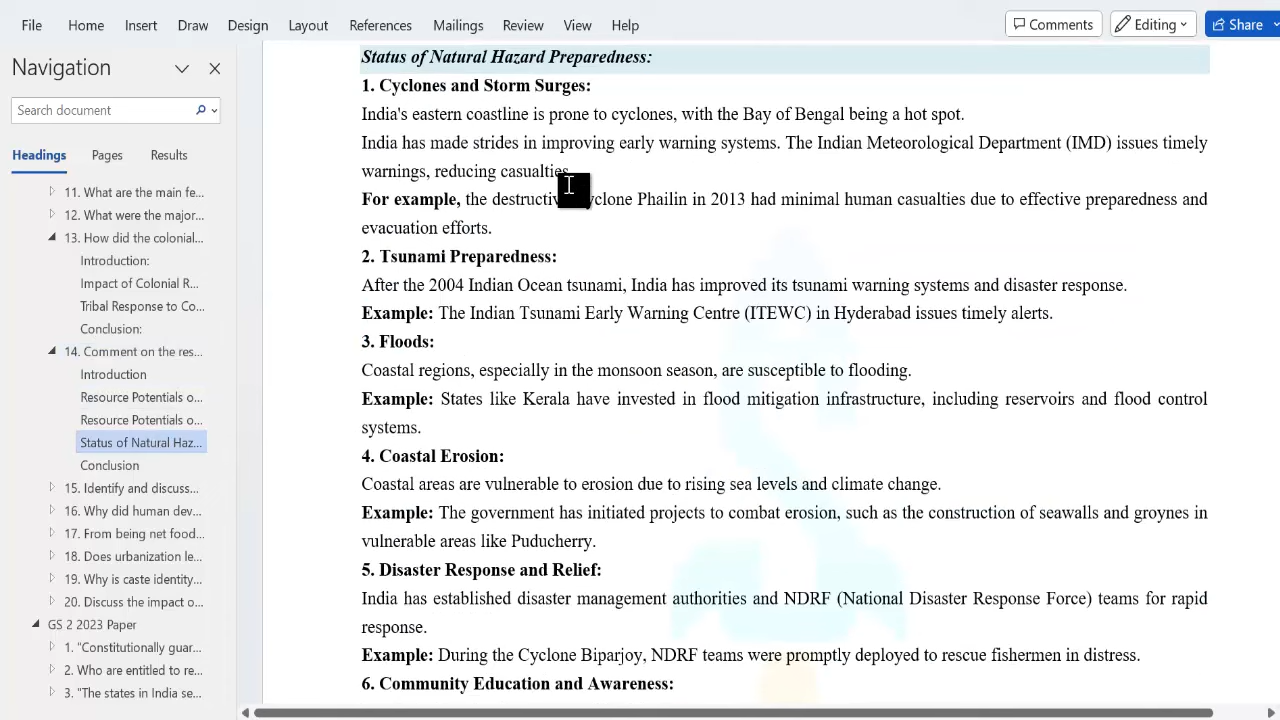 File Home Insert Draw Design Layout References Mailings Review View Help Comments Editing Share
Navigation
Search document
Headings Pages Results
11. What are the main fe...
12. What were the major...
13. How did the colonial...
Introduction:
Impact of Colonial R...
Tribal Response to Co...
Conclusion:
14. Comment on the res...
Introduction
Resource Potentials o...
Resource Potentials o...
Status of Natural Haz...
Conclusion
15. Identify and discuss...
16. Why did human dev...
17. From being net food...
18. Does urbanization le...
19. Why is caste identity...
20. Discuss the impact o...
GS 2 2023 Paper
1. "Constitutionally guar...
2. Who are entitled to re...
3. "The states in India se...
Status of Natural Hazard Preparedness:
1. Cyclones and Storm Surges:
India's eastern coastline is prone to cyclones, with the Bay of Bengal being a hot spot.
India has made strides in improving early warning systems. The Indian Meteorological Department (IMD) issues timely
warnings, reducing casualties.
For example, the destructive Cyclone Phailin in 2013 had minimal human casualties due to effective preparedness and
evacuation efforts.
2. Tsunami Preparedness:
After the 2004 Indian Ocean tsunami, India has improved its tsunami warning systems and disaster response.
Example: The Indian Tsunami Early Warning Centre (ITEWC) in Hyderabad issues timely alerts.
3. Floods:
Coastal regions, especially in the monsoon season, are susceptible to flooding.
Example: States like Kerala have invested in flood mitigation infrastructure, including reservoirs and flood control
systems.
4. Coastal Erosion:
Coastal areas are vulnerable to erosion due to rising sea levels and climate change.
Example: The government has initiated projects to combat erosion, such as the construction of seawalls and groynes in
vulnerable areas like Puducherry.
5. Disaster Response and Relief:
India has established disaster management authorities and NDRF (National Disaster Response Force) teams for rapid
response.
Example: During the Cyclone Biparjoy, NDRF teams were promptly deployed to rescue fishermen in distress.
6. Community Education and Awareness: